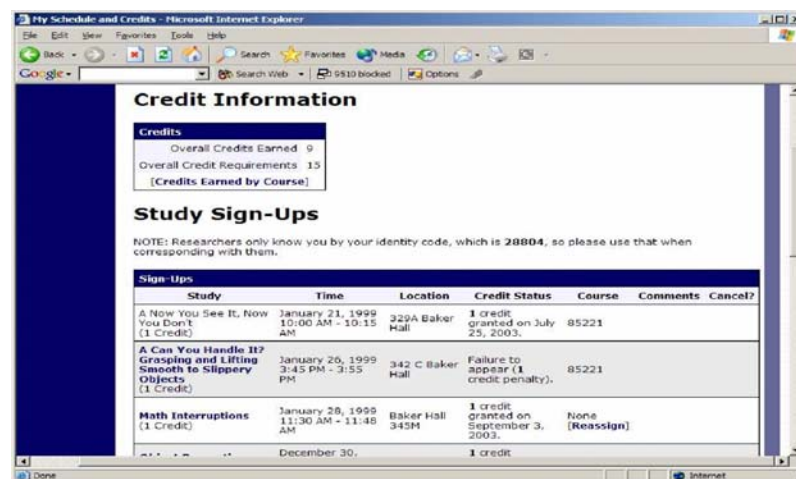 My Schedule and Credits - Microsoft Internet Explorer
File Edit View Favorites Tools Help
Back Search Favorites Media
Google Search Web 9510 blocked Options
Credit Information
Credits
Overall Credits Earned 9
Overall Credit Requirements 15
[Credits Earned by Course]
Study Sign-Ups
NOTE: Researchers only know you by your identity code, which is 28804, so please use that when
corresponding with them.
Sign-Ups
Study Time Location Credit Status Course Comments Cancel?
A Now You See It, Now
You Don't
(1 Credit)
January 21, 1999
10:00 AM - 10:15
AM
329A Baker
Hall
1 credit
granted on July
25, 2003.
85221
A Can You Handle It?
Grasping and Lifting
Smooth to Slippery
Objects
(1 Credit)
January 26, 1999
3:45 PM - 3:55
PM
342 C Baker
Hall
Failure to
appear (1
credit penalty).
85221
Math Interruptions
(1 Credit)
January 28, 1999
11:30 AM - 11:48
AM
Baker Hall
345M
1 credit
granted on
September 3,
2003.
None
[Reassign]
December 30,
1 credit
Done
Internet